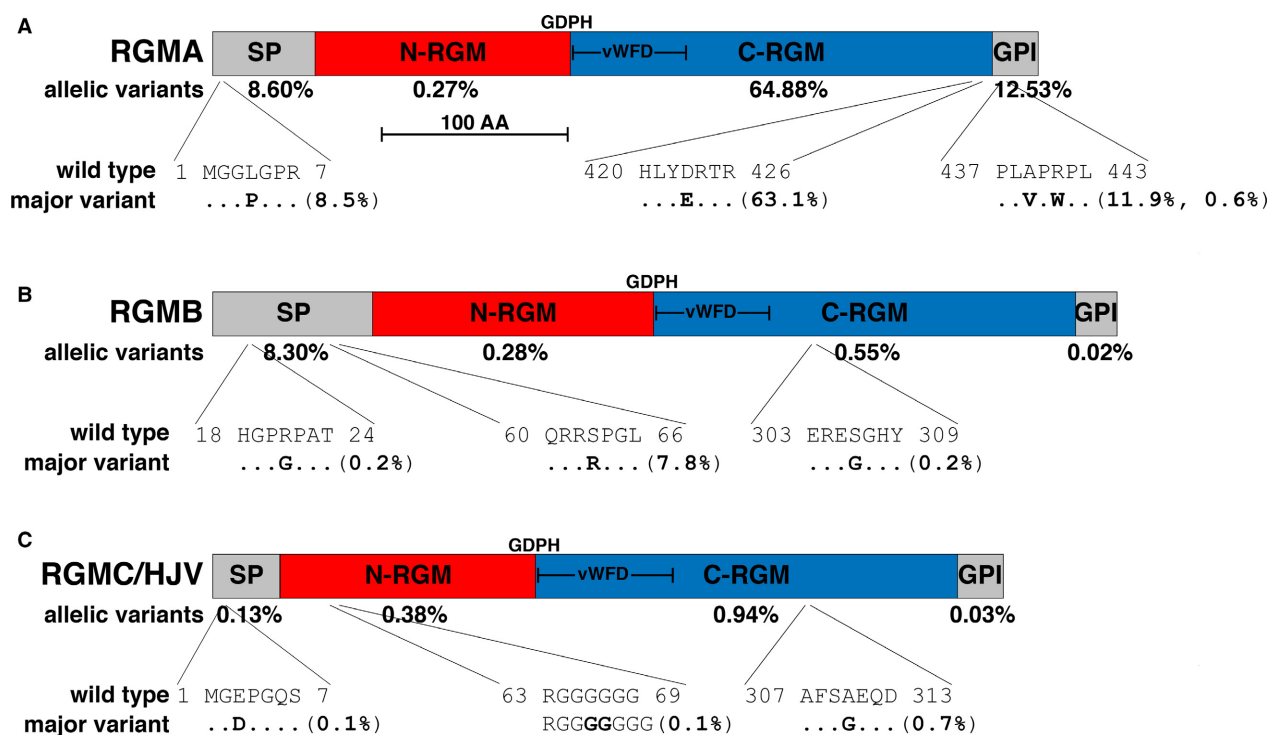 A
GDPH
RGMA SP N-RGM vWFD C-RGM GPI
allelic variants 8.60% 0.27% 64.88% 12.53%
100 AA
wild type 1 MGGLGPR 7 420 HLYDRTR 426 437 PLAPRPL 443
major variant ...P...(8.5%) ...E...(63.1%) ..V.W..(11.9%, 0.6%)
B
GDPH
RGMB SP N-RGM vWFD C-RGM GPI
allelic variants 8.30% 0.28% 0.55% 0.02%
wild type 18 HGPRPAT 24 60 QRRSPGL 66 303 ERESGHY 309
major variant ...G...(0.2%) ...R...(7.8%) ...G...(0.2%)
C
GDPH
RGMC/HJV SP N-RGM vWFD C-RGM GPI
allelic variants 0.13% 0.38% 0.94% 0.03%
wild type 1 MGEPGQS 7 63 RGGGGGG 69 307 AFSAEQD 313
major variant ..D....(0.1%) RGGGGGGG(0.1%) ...G...(0.7%)